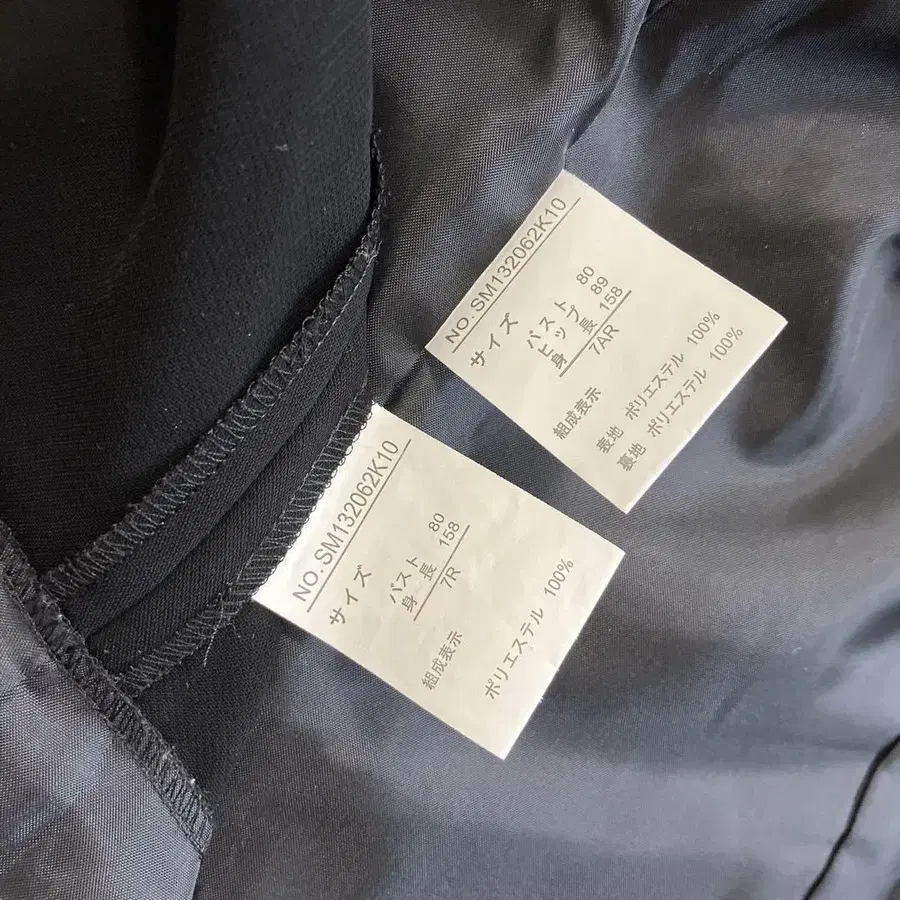 NO.SM132062K10
サイズ
バスト 80
ヒップ 89
身長 158
7AR
組成表示
表地 ポリエステル 100%
裏地 ポリエステル 100%
NO.SM132062K10
サイズ
バスト 80
身長 158
7R
組成表示
ポリエステル 100%